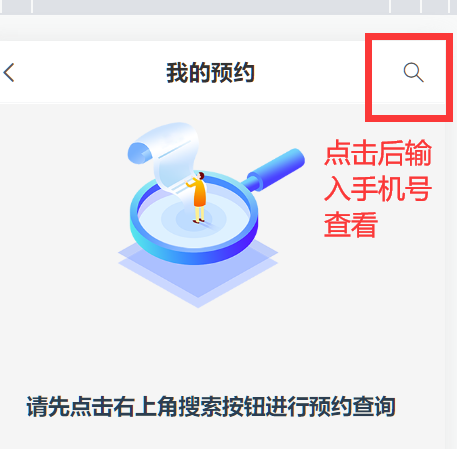 我的预约
点击后输
入手机号
查看
请先点击右上角搜索按钮进行预约查询